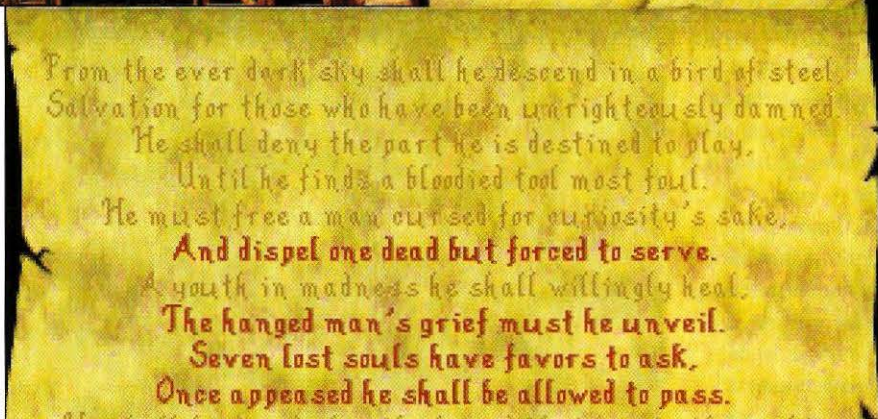 From the ever dark sky shall he descend in a bird of steel,
Salvation for those who have been unrighteously damned.
He shall deny the part he is destined to play,
Until he finds a bloodied tool most foul.
He must free a man cursed for curiosity's sake,
And dispel one dead but forced to serve.
A youth in madness he shall willingly heal,
The hanged man's grief must he unveil.
Seven lost souls have favors to ask,
Once appeased he shall be allowed to pass.